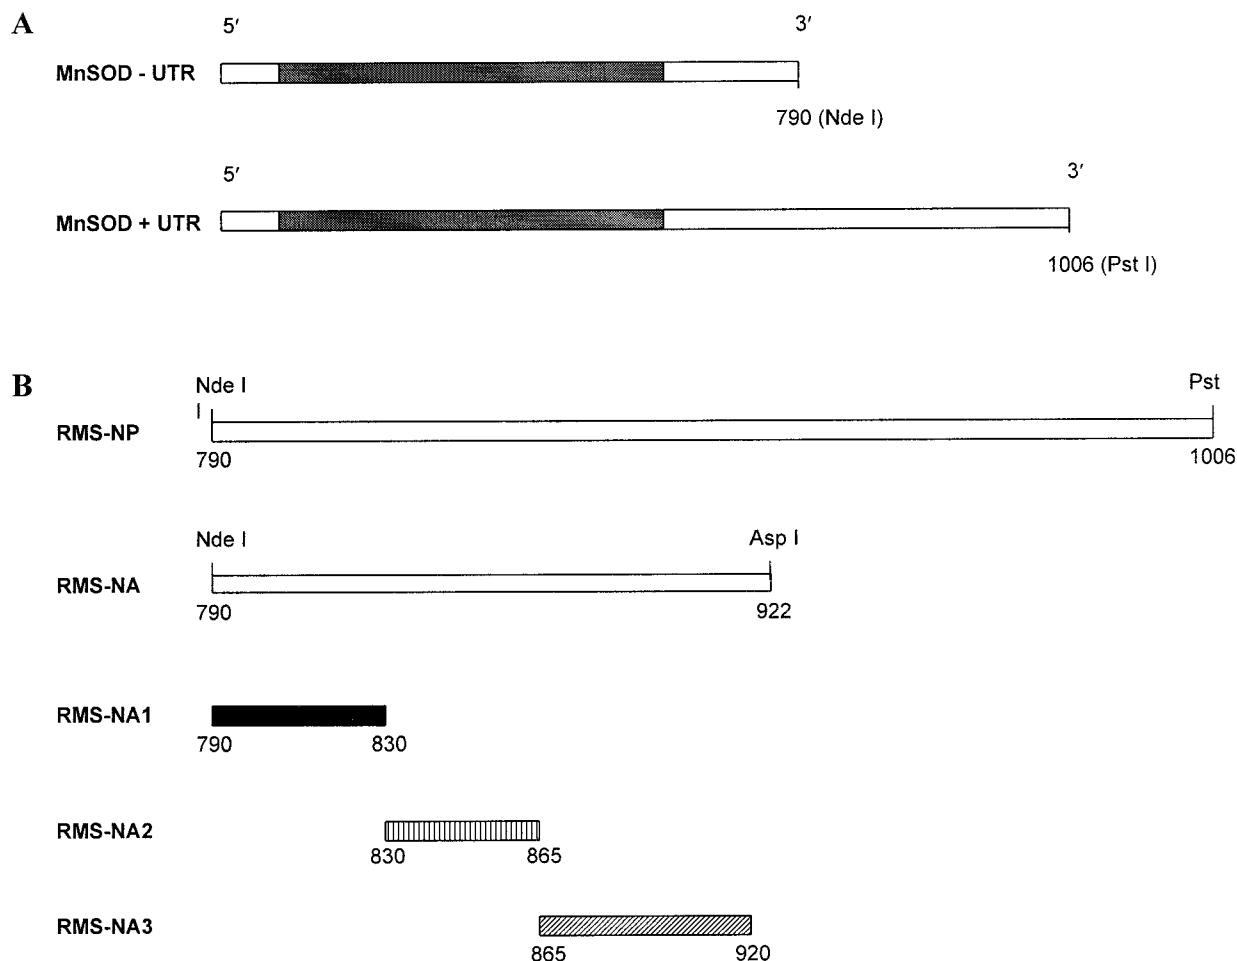 A
5′ 3′
MnSOD - UTR
790 (Nde I)
5′ 3′
MnSOD + UTR
1006 (Pst I)
B
Nde I Pst
I
RMS-NP
790 1006
Nde I Asp I
RMS-NA
790 922
RMS-NA1
790 830
RMS-NA2
830 865
RMS-NA3
865 920